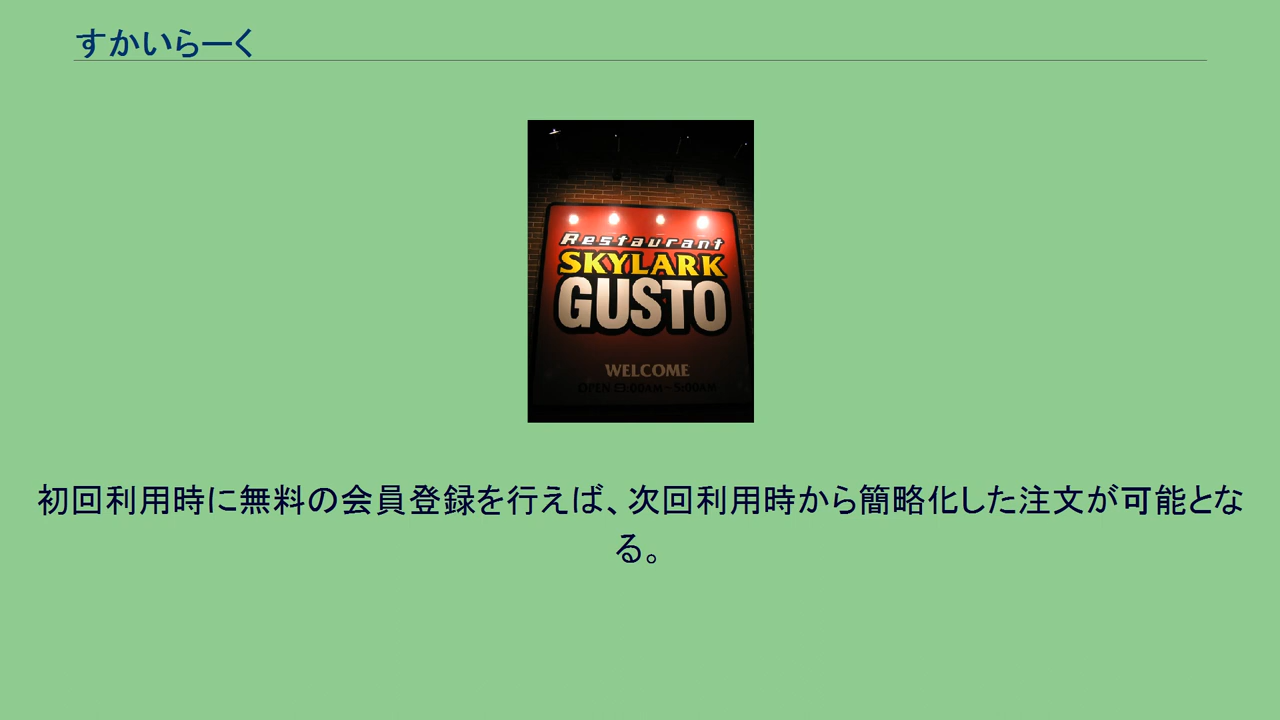 すかいらーく
Restaurant
SKYLARK
GUSTO
WELCOME
初回利用時に無料の会員登録を行えば、次回利用時から簡略化した注文が可能とな
る。